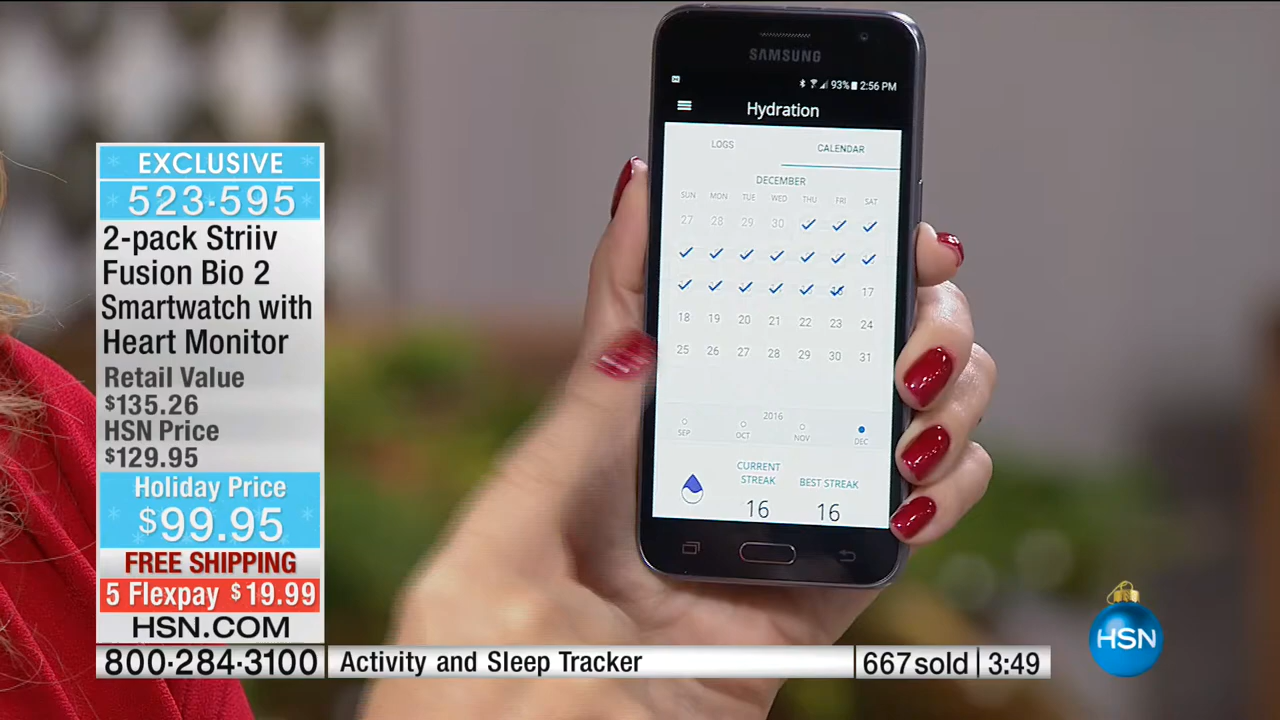 EXCLUSIVE
523-595
2-pack Striiv
Fusion Bio 2
Smartwatch with
Heart Monitor
Retail Value
$135.26
HSN Price
$129.95
Holiday Price
$99.95
FREE SHIPPING
5 Flexpay $19.99
HSN.COM
800-284-3100 Activity and Sleep Tracker 667 sold 3:49
SAMSUNG
93% 2:56 PM
Hydration
LOGS CALENDAR
DECEMBER
SUN MON TUE WED THU FRI SAT
27 28 29 30
17
18 19 20 21 22 23 24
25 26 27 28 29 30 31
2016
SEP OCT NOV DEC
CURRENT
STREAK
BEST STREAK
16 16
HSN